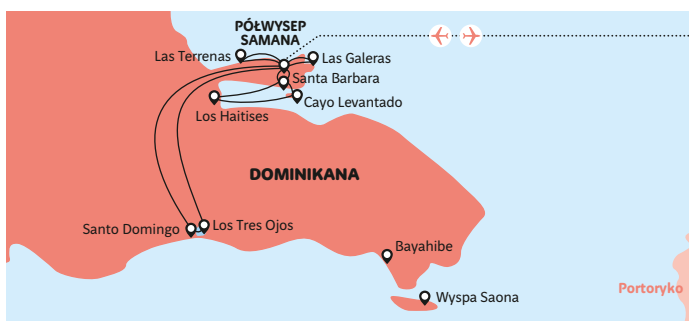 PÓŁWYSEP
SAMANA
Las Terrenas
Las Galeras
Santa Barbara
Cayo Levantado
Los Haitises
DOMINIKANA
Santo Domingo
Los Tres Ojos
Bayahibe
Wyspa Saona
Portoryko